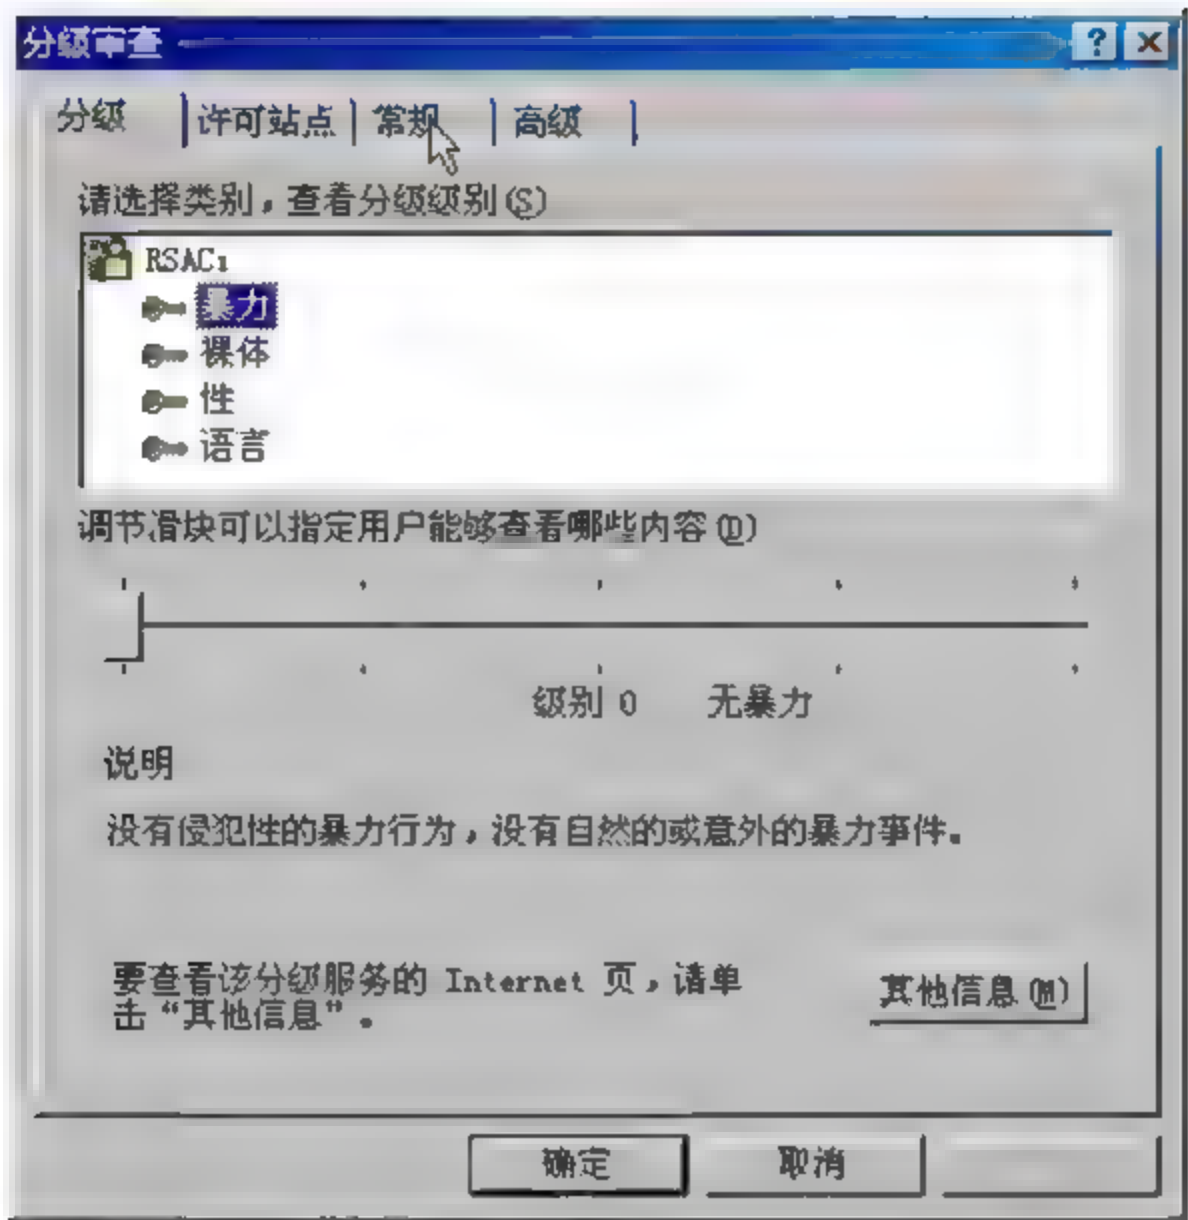 分级审查
分级 许可站点 常规 高级
请选择类别，查看分级级别(S)
RSACi
暴力
裸体
性
语言
调节滑块可以指定用户能够查看哪些内容(D)
级别 0 无暴力
说明
没有侵犯性的暴力行为，没有自然的或意外的暴力事件。
要查看该分级服务的 Internet 页，请单
击“其他信息”。
其他信息(M)
确定 取消